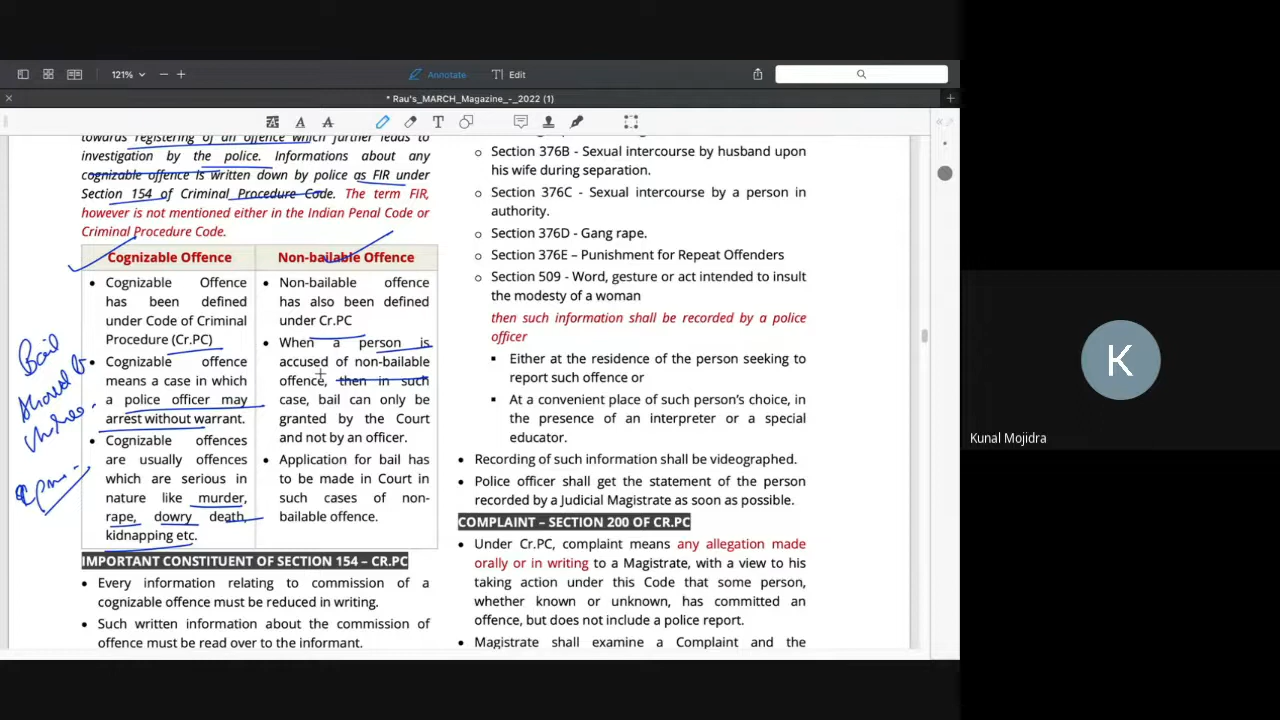 121%
Annotate
Edit
* Rau's_MARCH_Magazine_-_2022 (1)
towards registering of an offence which further leads to
investigation by the police. Informations about any
cognizable offence is written down by police as FIR under
Section 154 of Criminal Procedure Code. The term FIR,
however is not mentioned either in the Indian Penal Code or
Criminal Procedure Code.
Cognizable Offence
Cognizable Offence
has been defined
under Code of Criminal
Procedure (Cr.PC)
Cognizable offence
means a case in which
a police officer may
arrest without warrant.
Cognizable offences
are usually offences
which are serious in
nature like murder,
rape, dowry death,
kidnapping etc.
Non-bailable Offence
Non-bailable offence
has also been defined
under Cr.PC
When a person is
accused of non-bailable
offence, then in such
case, bail can only be
granted by the Court
and not by an officer.
Application for bail has
to be made in Court in
such cases of non-
bailable offence.
Bail
should b
IMPORTANT CONSTITUENT OF SECTION 154 – CR.PC
Every information relating to commission of a
cognizable offence must be reduced in writing.
Such written information about the commission of
offence must be read over to the informant.
Section 376B - Sexual intercourse by husband upon
his wife during separation.
Section 376C - Sexual intercourse by a person in
authority.
Section 376D - Gang rape.
Section 376E – Punishment for Repeat Offenders
Section 509 - Word, gesture or act intended to insult
the modesty of a woman
then such information shall be recorded by a police
officer
Either at the residence of the person seeking to
report such offence or
At a convenient place of such person's choice, in
the presence of an interpreter or a special
educator.
Recording of such information shall be videographed.
Police officer shall get the statement of the person
recorded by a Judicial Magistrate as soon as possible.
COMPLAINT – SECTION 200 OF CR.PC
Under Cr.PC, complaint means any allegation made
orally or in writing to a Magistrate, with a view to his
taking action under this Code that some person,
whether known or unknown, has committed an
offence, but does not include a police report.
Magistrate shall examine a Complaint and the
K
Kunal Mojidra